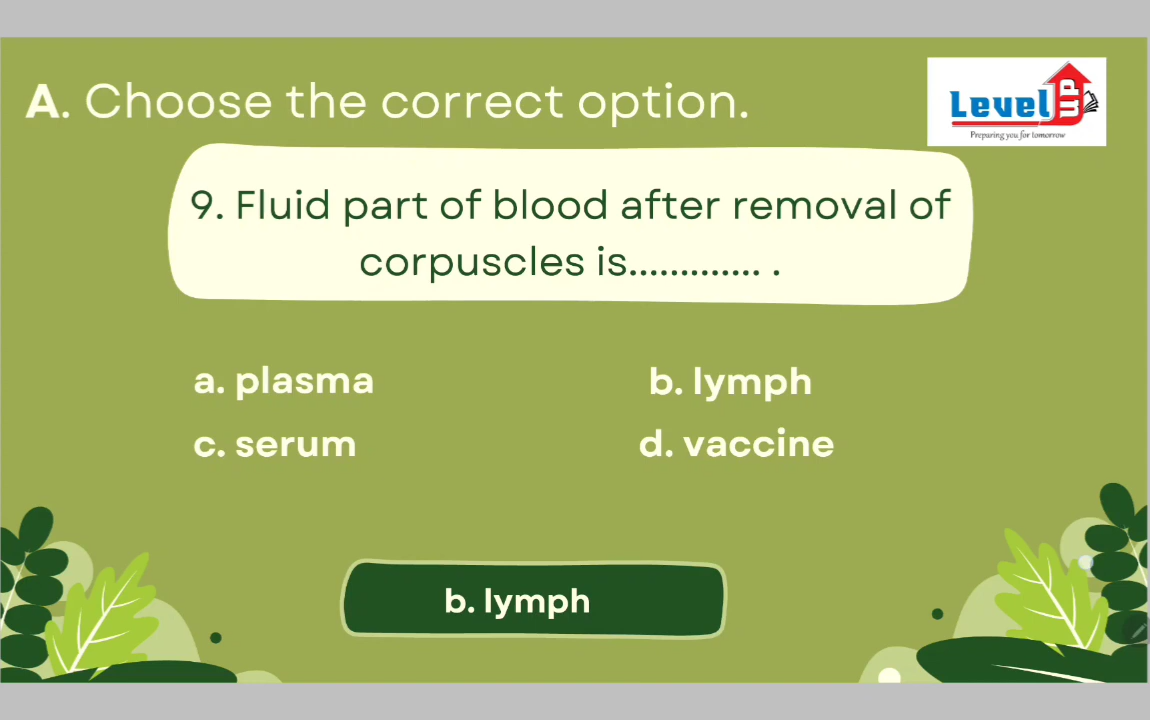 A. Choose the correct option.
Level UP
Preparing you for tomorrow
9. Fluid part of blood after removal of
corpuscles is............. .
a. plasma
b. lymph
c. serum
d. vaccine
b. lymph